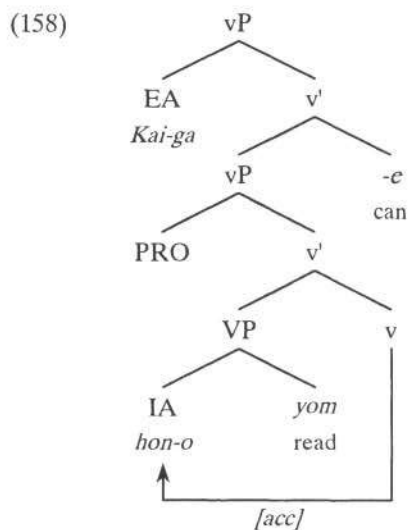 (158) vP
EA v'
Kai-ga
vP -e
can
PRO v'
VP v
IA yom
hon-o read
[acc]